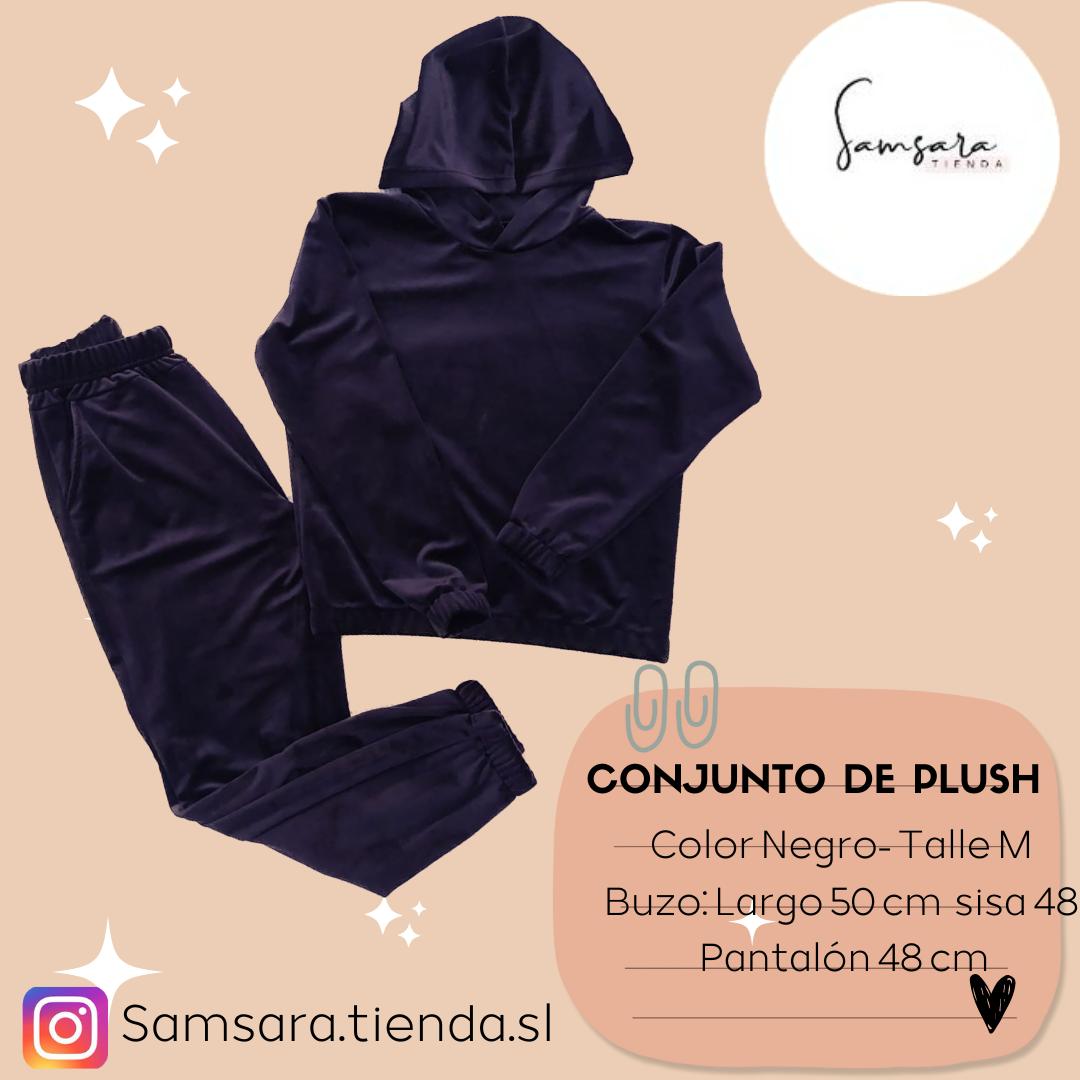 Samsara
TIENDA
CONJUNTO DE PLUSH
Color Negro- Talle M
Buzo: Largo 50 cm sisa 48
Pantalón 48 cm
Samsara.tienda.sl